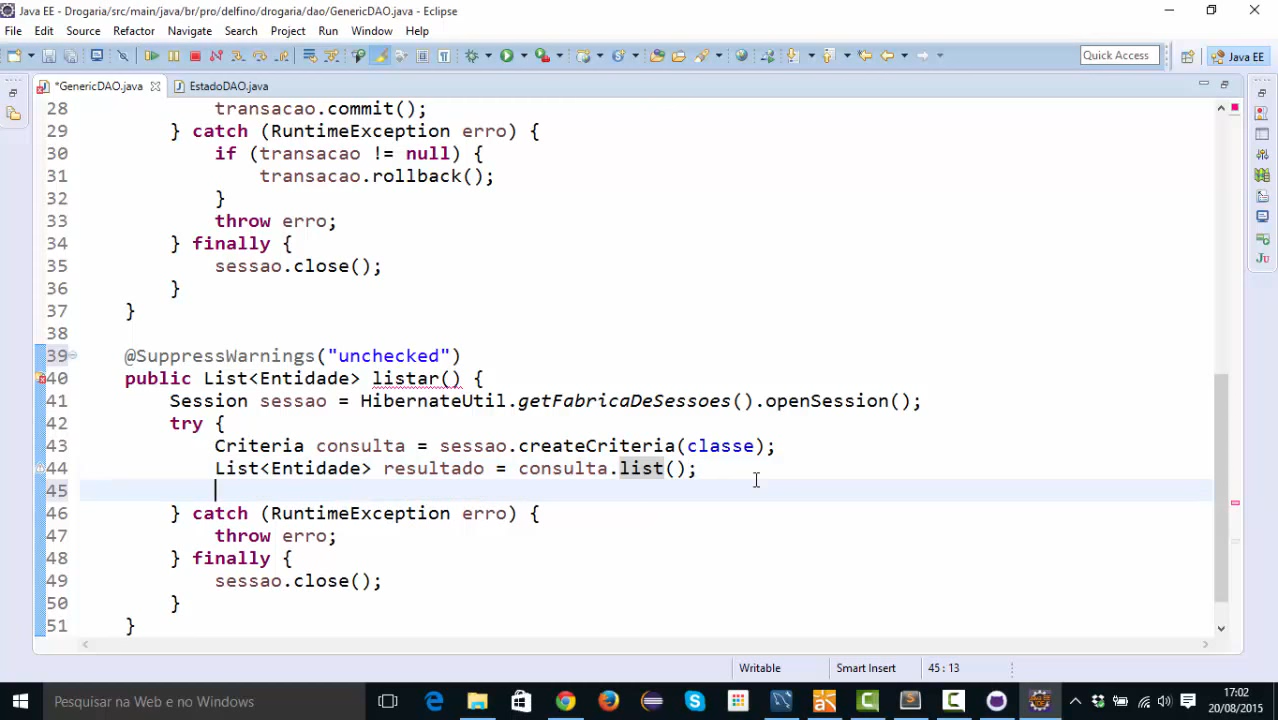 Java EE - Drogaria/src/main/java/br/pro/delfino/drogaria/dao/GenericDAO.java - Eclipse
File Edit Source Refactor Navigate Search Project Run Window Help
Quick Access
Java EE
*GenericDAO.java
EstadoDAO.java
28 transacao.commit();
29 } catch (RuntimeException erro) {
30 if (transacao != null) {
31 transacao.rollback();
32 }
33 throw erro;
34 } finally {
35 sessao.close();
36 }
37 }
38
39 @SuppressWarnings("unchecked")
40 public List<Entidade> listar() {
41 Session sessao = HibernateUtil.getFabricaDeSessoes().openSession();
42 try {
43 Criteria consulta = sessao.createCriteria(classe);
44 List<Entidade> resultado = consulta.list();
45
46 } catch (RuntimeException erro) {
47 throw erro;
48 } finally {
49 sessao.close();
50 }
51 }
Writable
Smart Insert
45 : 13
Pesquisar na Web e no Windows
17:02
20/08/2015